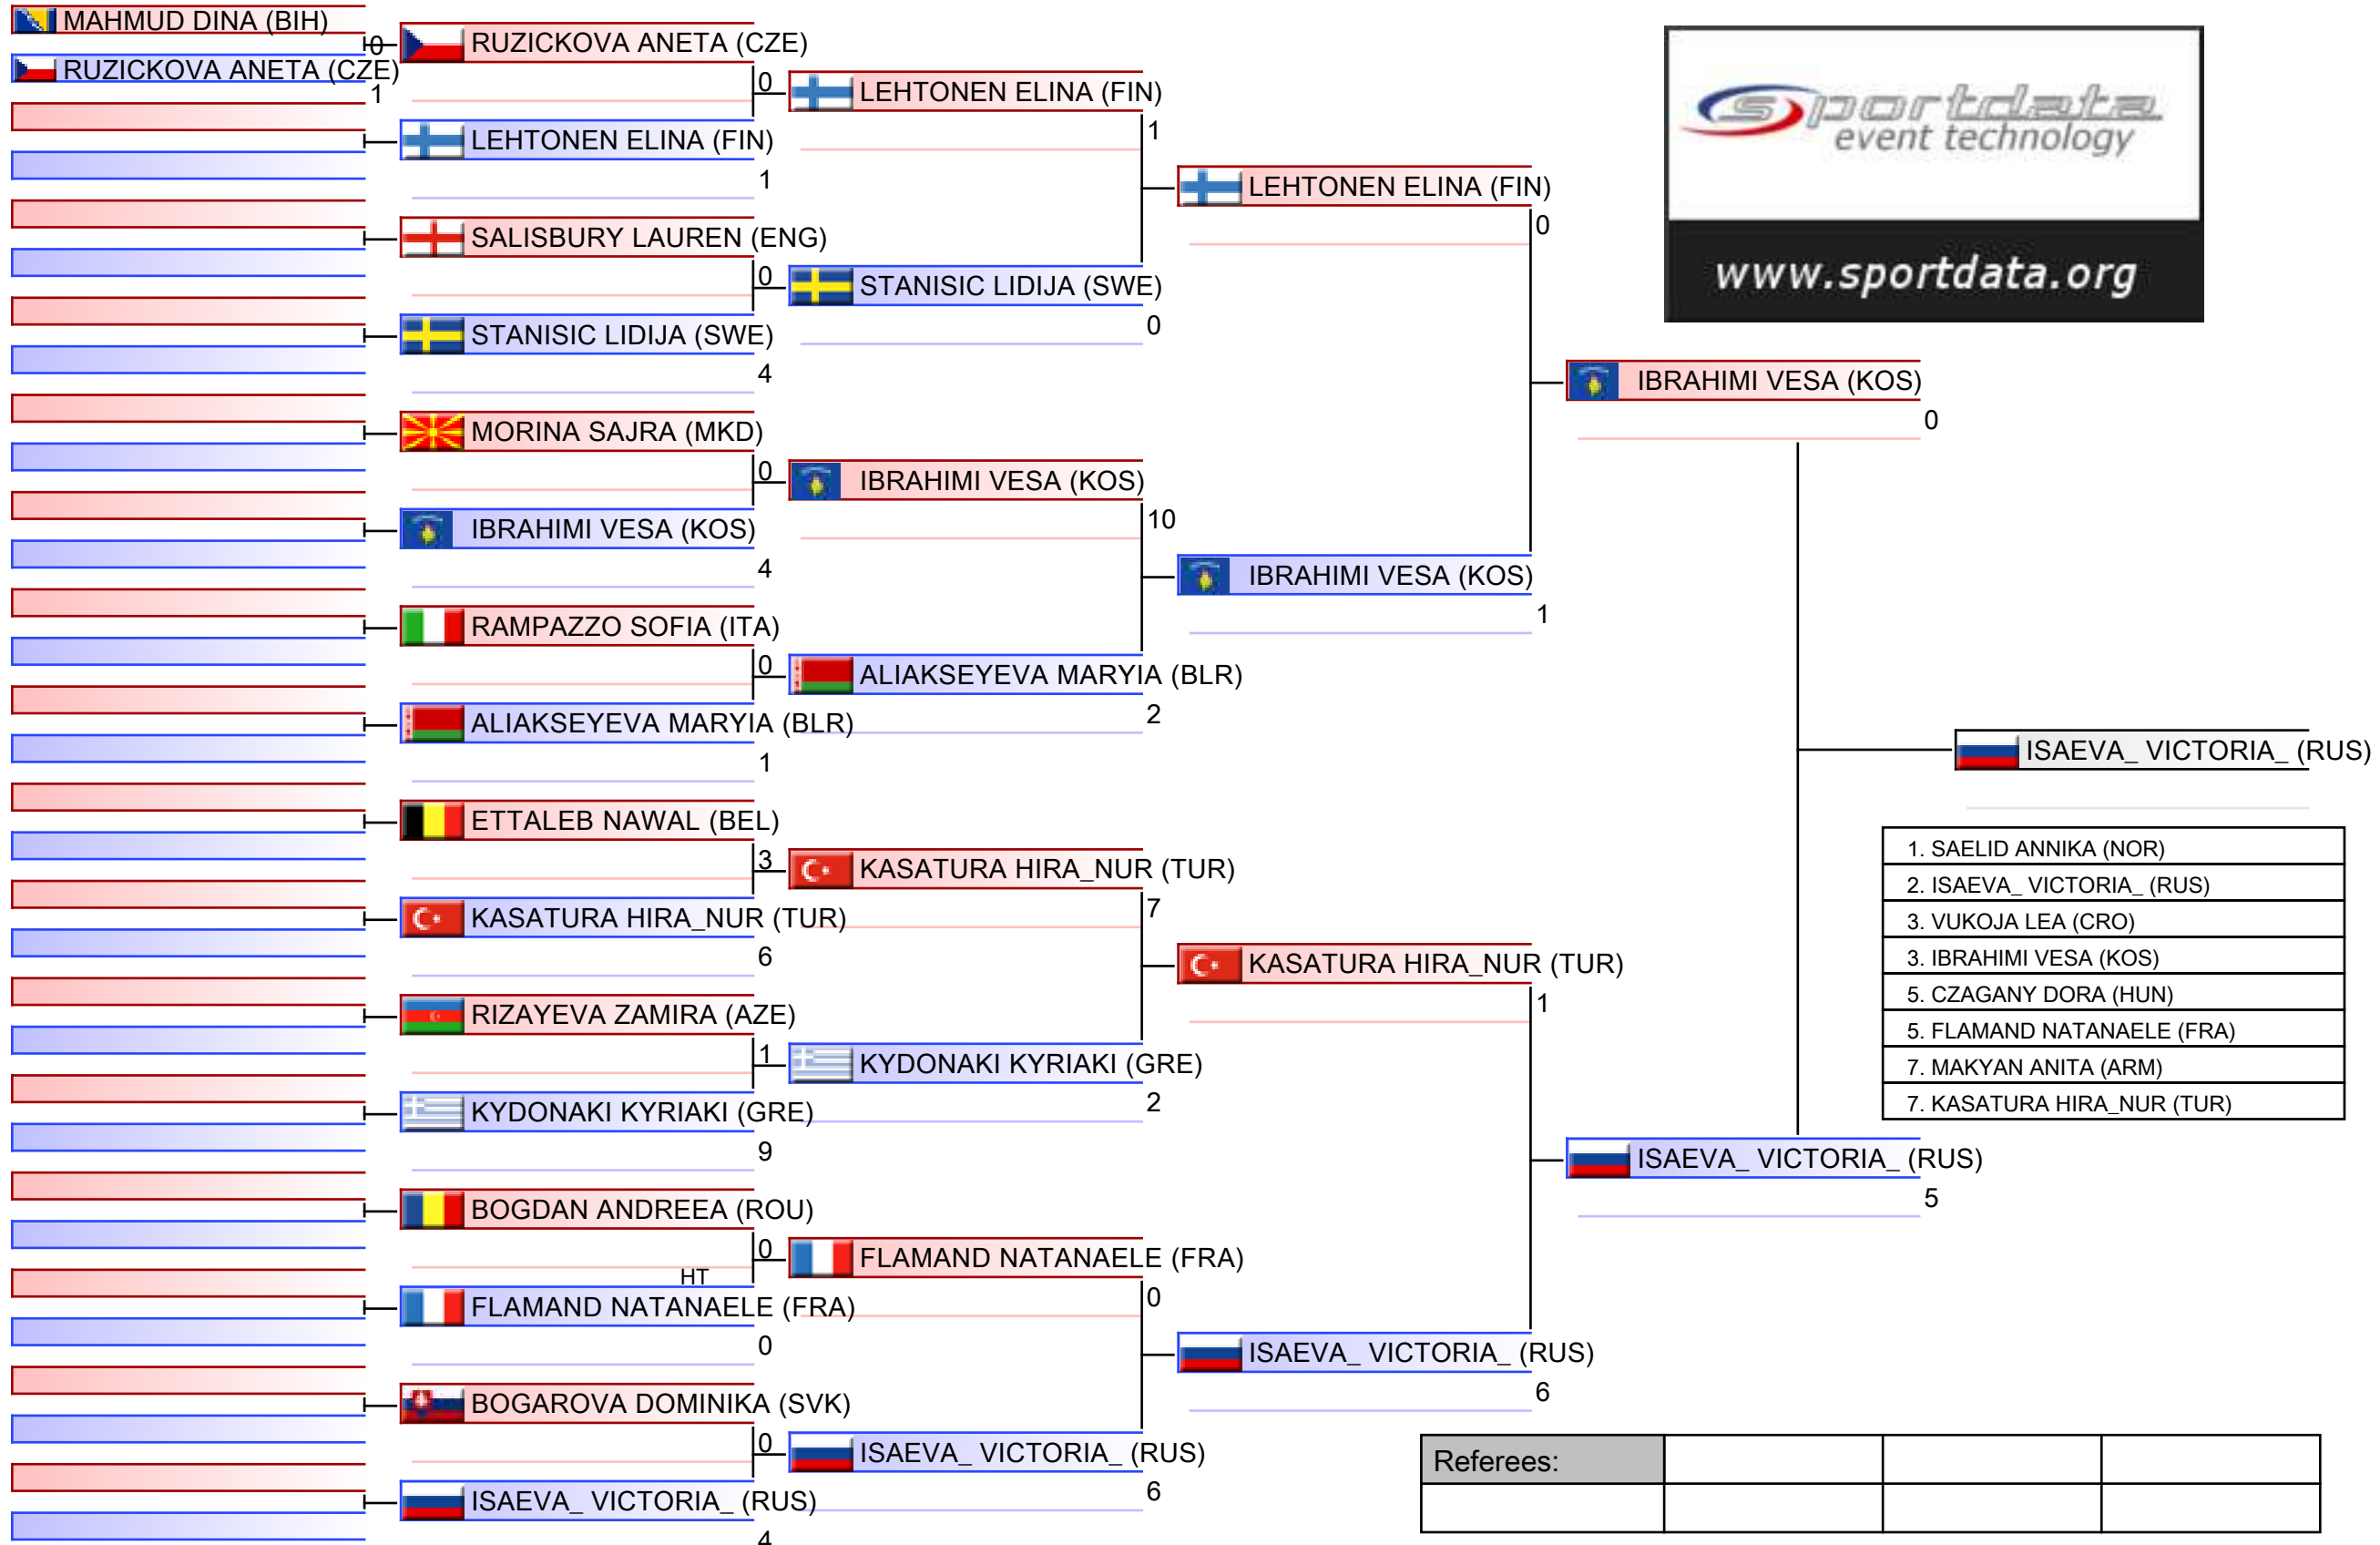 MAHMUD DINA (BIH)
0
RUZICKOVA ANETA (CZE)
1
RUZICKOVA ANETA (CZE)
0
LEHTONEN ELINA (FIN)
1
SALISBURY LAUREN (ENG)
0
STANISIC LIDIJA (SWE)
4
MORINA SAJRA (MKD)
0
IBRAHIMI VESA (KOS)
4
RAMPAZZO SOFIA (ITA)
0
ALIAKSEYEVA MARYIA (BLR)
1
ETTALEB NAWAL (BEL)
3
KASATURA HIRA_NUR (TUR)
6
RIZAYEVA ZAMIRA (AZE)
1
KYDONAKI KYRIAKI (GRE)
9
BOGDAN ANDREEA (ROU)
0
HT
FLAMAND NATANAELE (FRA)
0
BOGAROVA DOMINIKA (SVK)
0
ISAEVA_ VICTORIA_ (RUS)
4
LEHTONEN ELINA (FIN)
1
STANISIC LIDIJA (SWE)
0
IBRAHIMI VESA (KOS)
10
ALIAKSEYEVA MARYIA (BLR)
2
KASATURA HIRA_NUR (TUR)
7
KYDONAKI KYRIAKI (GRE)
2
FLAMAND NATANAELE (FRA)
0
ISAEVA_ VICTORIA_ (RUS)
6
LEHTONEN ELINA (FIN)
0
IBRAHIMI VESA (KOS)
1
KASATURA HIRA_NUR (TUR)
1
ISAEVA_ VICTORIA_ (RUS)
6
IBRAHIMI VESA (KOS)
0
ISAEVA_ VICTORIA_ (RUS)
5
ISAEVA_ VICTORIA_ (RUS)
sportdata
event technology
www.sportdata.org
1. SAELID ANNIKA (NOR)
2. ISAEVA_ VICTORIA_ (RUS)
3. VUKOJA LEA (CRO)
3. IBRAHIMI VESA (KOS)
5. CZAGANY DORA (HUN)
5. FLAMAND NATANAELE (FRA)
7. MAKYAN ANITA (ARM)
7. KASATURA HIRA_NUR (TUR)
Referees: